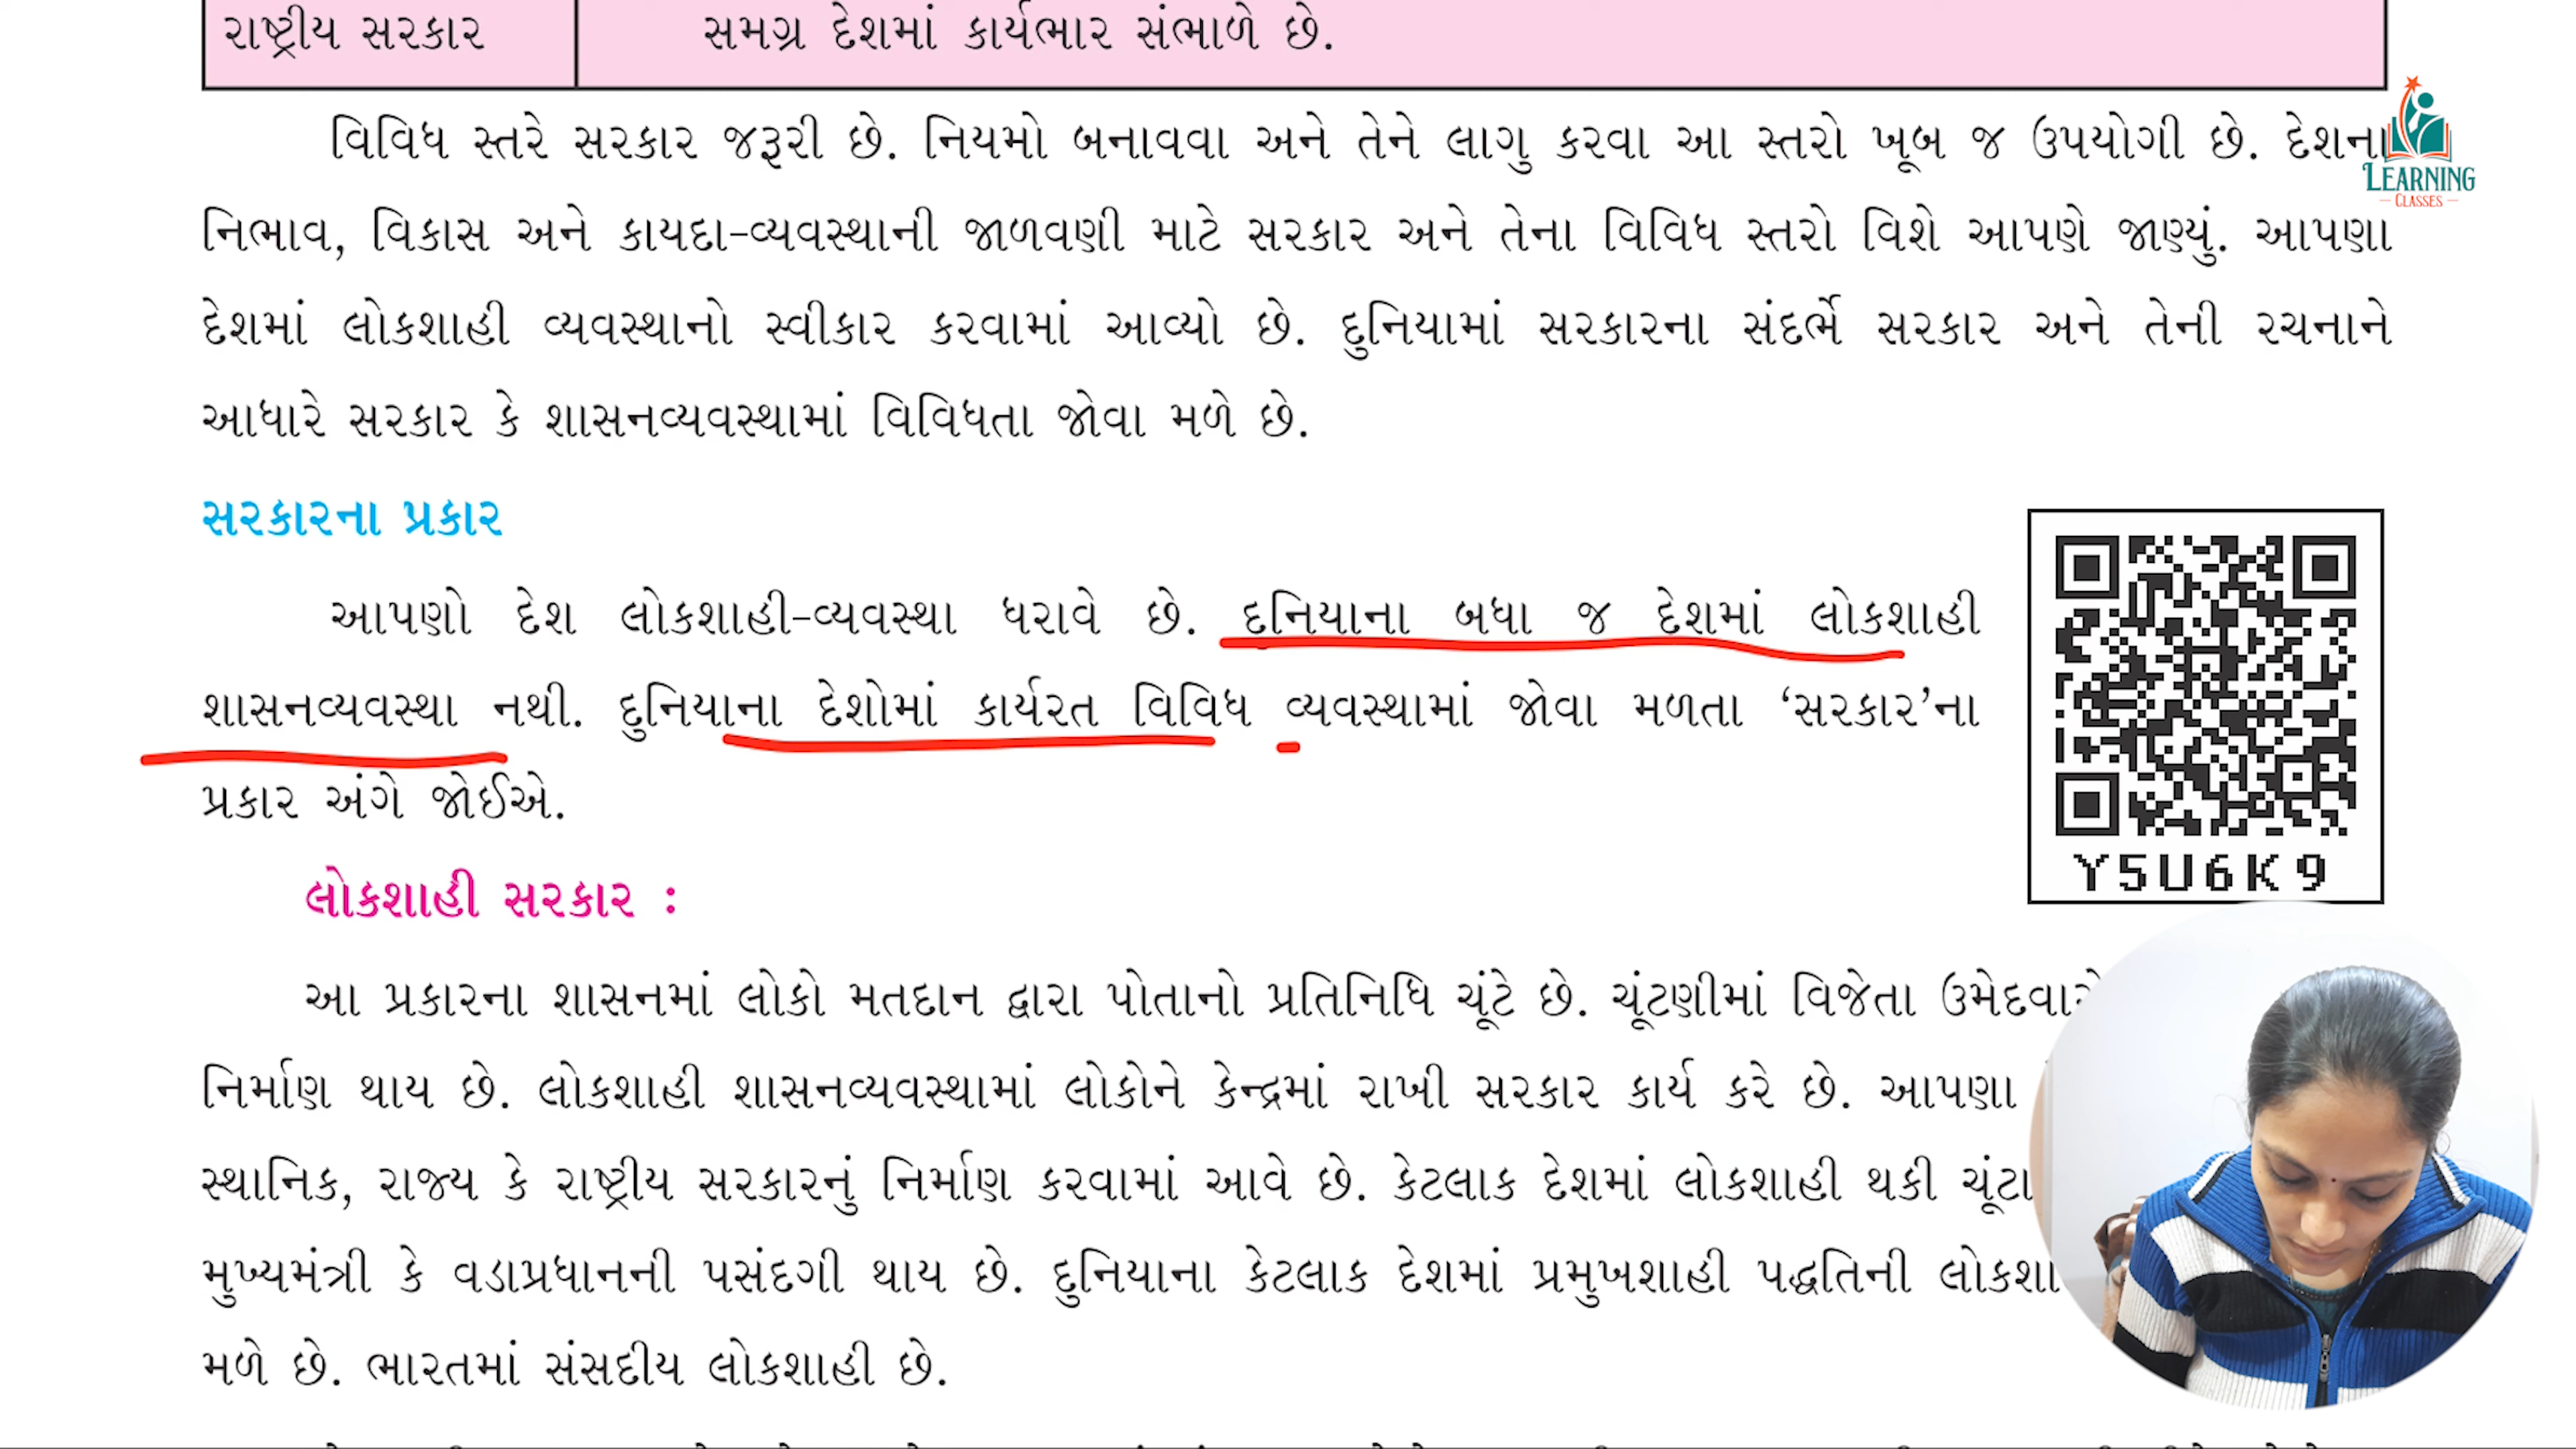 રાષ્ટ્રીય સરકાર સમગ્ર દેશમાં કાર્યભાર સંભાળે છે.
વિવિધ સ્તરે સરકાર જરૂરી છે. નિયમો બનાવવા અને તેને લાગુ કરવા આ સ્તરો ખૂબ જ ઉપયોગી છે. દેશના
LEARNING
CLASSES
નિભાવ, વિકાસ અને કાયદા-વ્યવસ્થાની જાળવણી માટે સરકાર અને તેના વિવિધ સ્તરો વિશે આપણે જાણ્યું. આપણા
દેશમાં લોકશાહી વ્યવસ્થાનો સ્વીકાર કરવામાં આવ્યો છે. દુનિયામાં સરકારના સંદર્ભે સરકાર અને તેની રચનાને
આધારે સરકાર કે શાસનવ્યવસ્થામાં વિવિધતા જોવા મળે છે.
સરકારના પ્રકાર
આપણો દેશ લોકશાહી-વ્યવસ્થા ધરાવે છે. દુનિયાના બધા જ દેશમાં લોકશાહી
શાસનવ્યવસ્થા નથી. દુનિયાના દેશોમાં કાર્યરત વિવિધ વ્યવસ્થામાં જોવા મળતા ‘સરકાર’ના
પ્રકાર અંગે જોઈએ.
Y5U6K9
લોકશાહી સરકાર :
આ પ્રકારના શાસનમાં લોકો મતદાન દ્વારા પોતાનો પ્રતિનિધિ ચૂંટે છે. ચૂંટણીમાં વિજેતા
નિર્માણ થાય છે. લોકશાહી શાસનવ્યવસ્થામાં લોકોને કેન્દ્રમાં રાખી સરકાર કાર્ય કરે છે. આપણા
સ્થાનિક, રાજ્ય કે રાષ્ટ્રીય સરકારનું નિર્માણ કરવામાં આવે છે. કેટલાક દેશમાં લોકશાહી થકી
મુખ્યમંત્રી કે વડાપ્રધાનની પસંદગી થાય છે. દુનિયાના કેટલાક દેશમાં પ્રમુખશાહી પદ્ધતિની
મળે છે. ભારતમાં સંસદીય લોકશાહી છે.